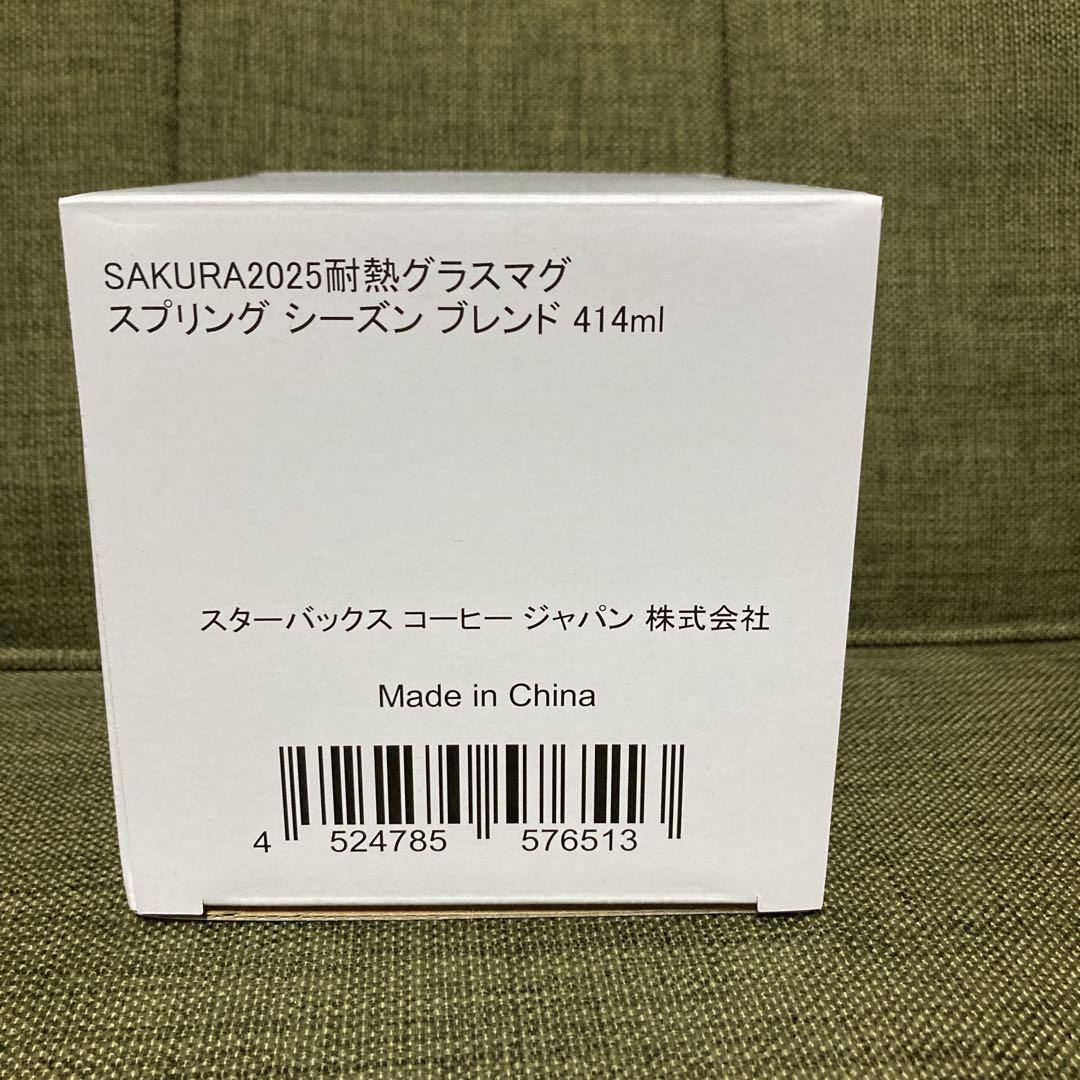 SAKURA2025耐熱グラスマグ
スプリング シーズン ブレンド 414ml
スターバックス コーヒー ジャパン 株式会社
Made in China
4 524785 576513